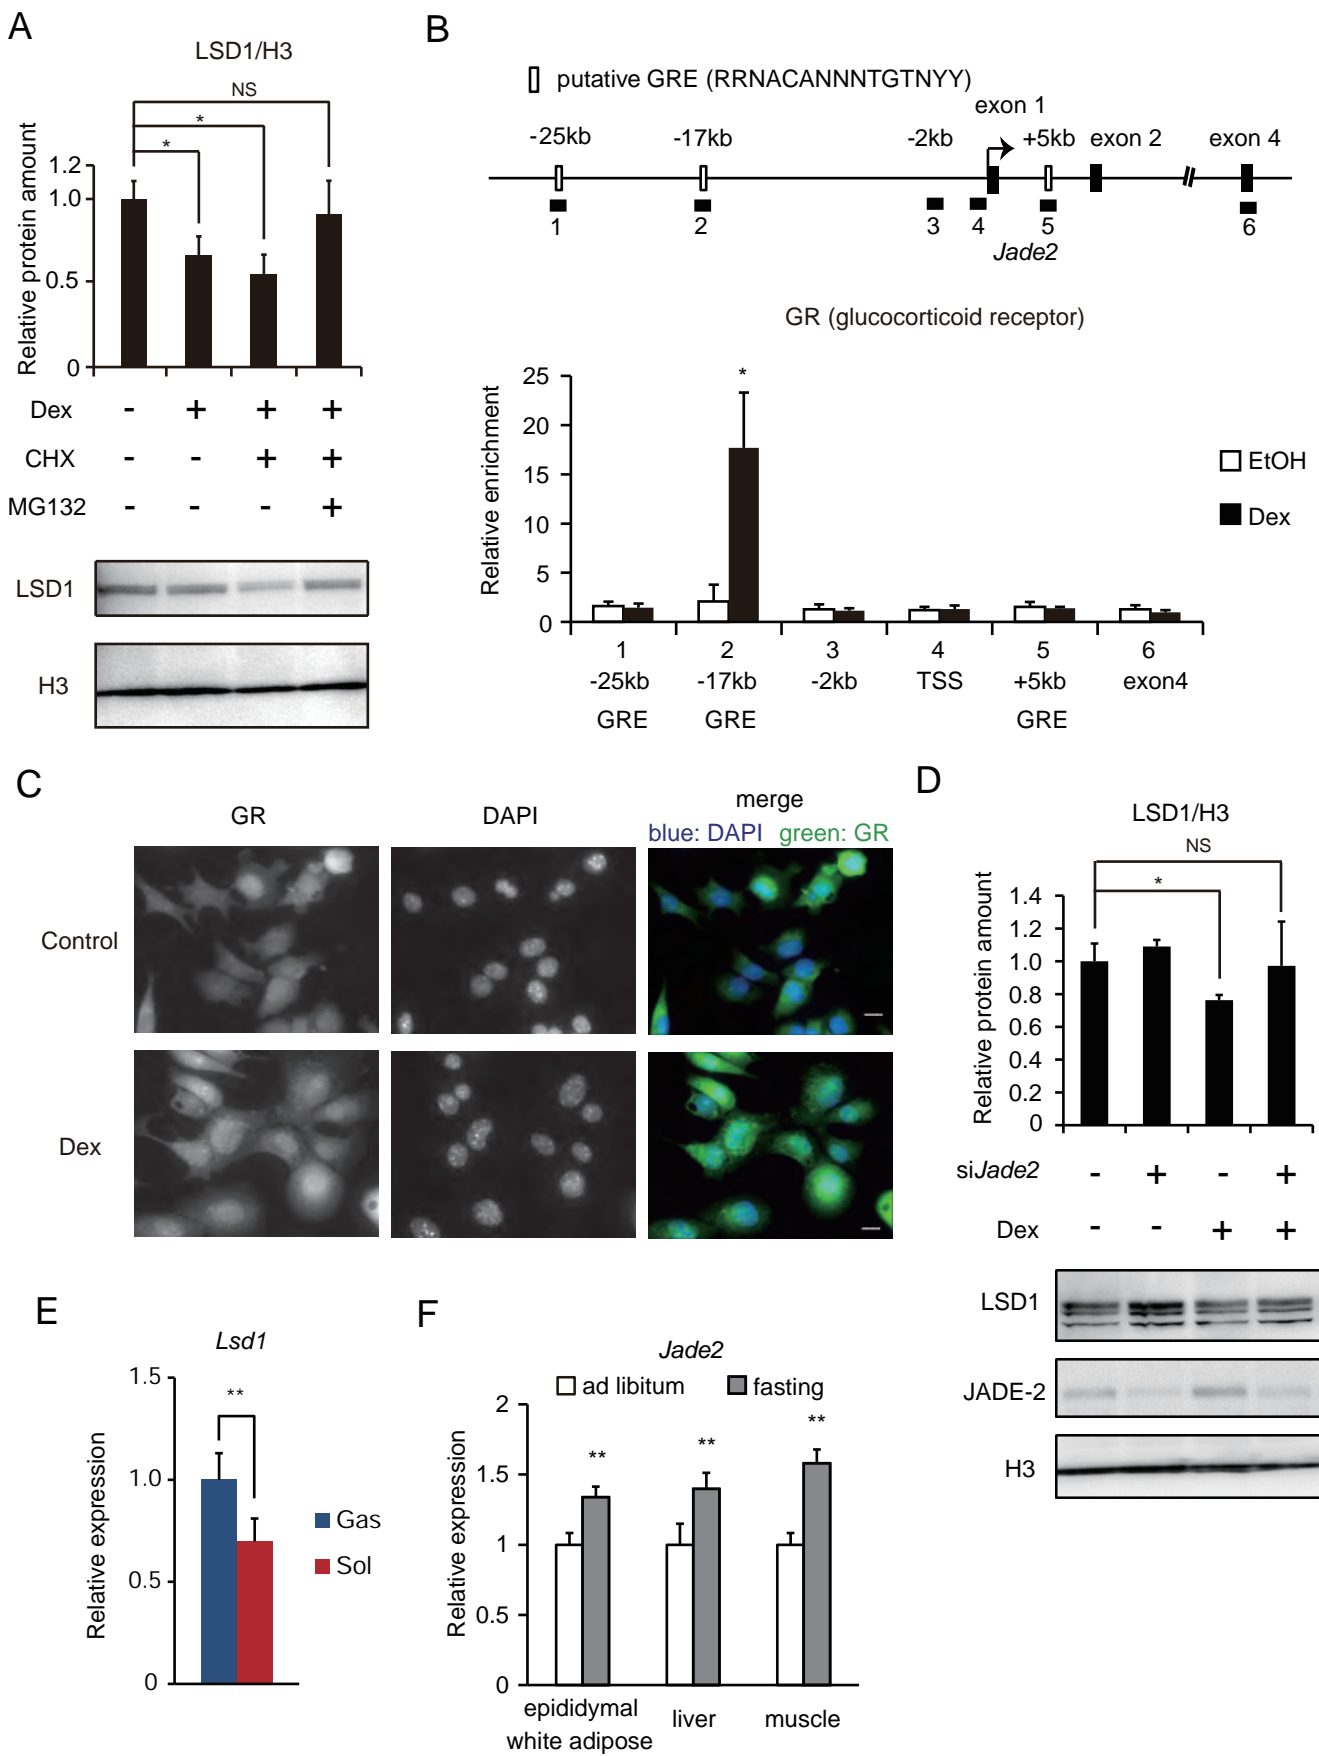 A
LSD1/H3
NS
*
*
Relative protein amount
1.2
1.0
0.5
0
Dex - + + +
CHX - - + +
MG132 - - - +
LSD1
H3
B
putative GRE (RRNACANNNTGTNYY)
exon 1
-25kb -17kb -2kb +5kb exon 2 exon 4
1 2 3 4 5 6
Jade2
GR (glucocorticoid receptor)
Relative enrichment
25
20
15
10
5
0
*
EtOH
Dex
1 2 3 4 5 6
-25kb -17kb -2kb TSS +5kb exon4
GRE GRE GRE
C
GR DAPI merge
blue: DAPI green: GR
Control
Dex
D
LSD1/H3
NS
*
Relative protein amount
1.4
1.2
1.0
0.8
0.6
0.4
0.2
0
siJade2 - + - +
Dex - - + +
LSD1
JADE-2
H3
E
Lsd1
Relative expression
1.5
1.0
0.5
0
**
Gas
Sol
F
Jade2
ad libitum fasting
Relative expression
2
1.5
1
0.5
0
** ** **
epididymal
white adipose
liver
muscle